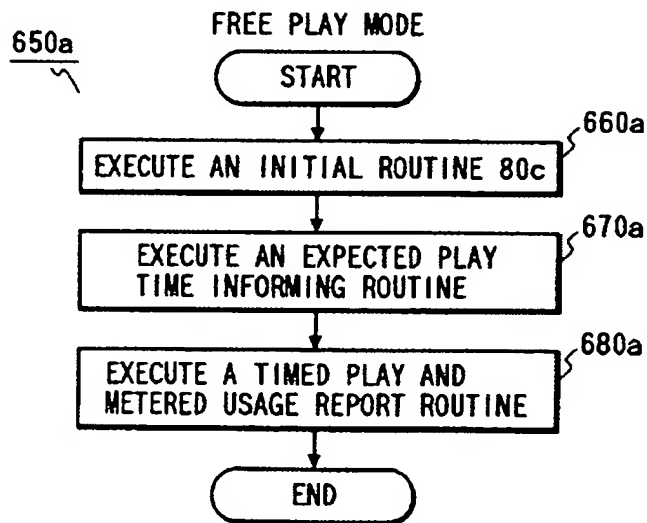 FREE PLAY MODE
650a
START
660a
EXECUTE AN INITIAL ROUTINE 80c
670a
EXECUTE AN EXPECTED PLAY
TIME INFORMING ROUTINE
680a
EXECUTE A TIMED PLAY AND
METERED USAGE REPORT ROUTINE
END